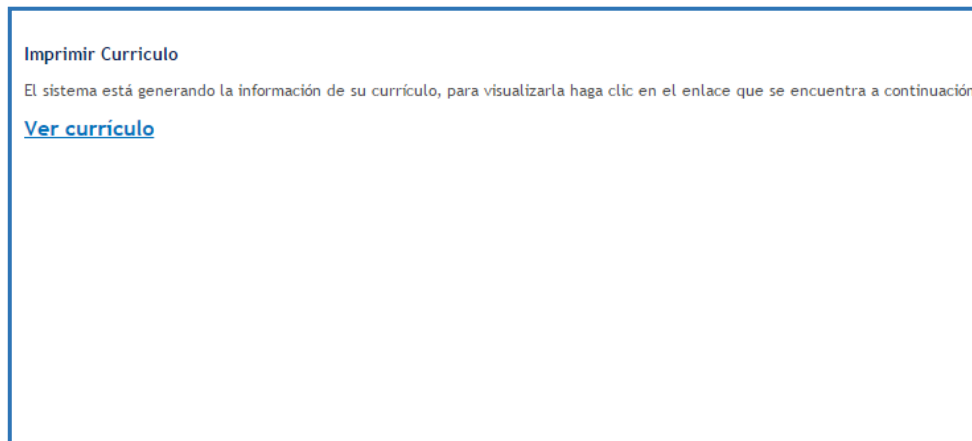 Imprimir Curriculo
El sistema está generando la información de su currículo, para visualizarla haga clic en el enlace que se encuentra a continuación
Ver currículo